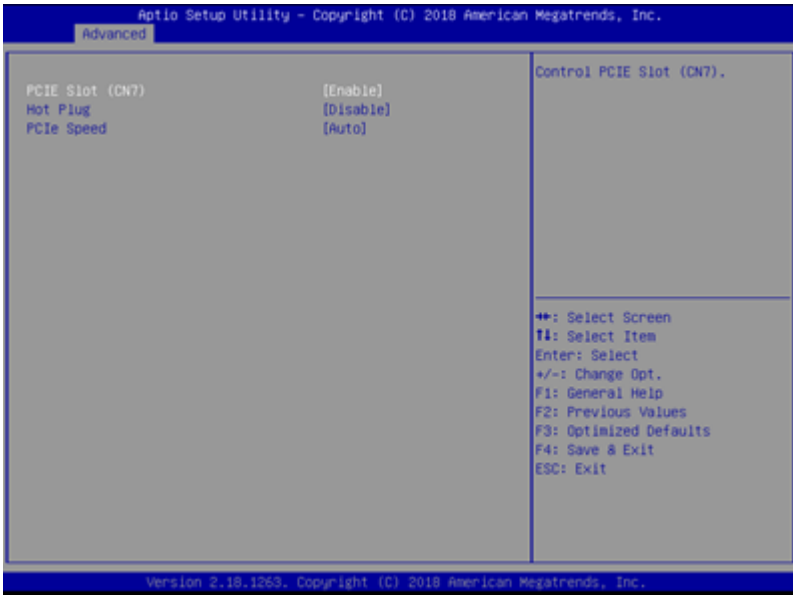 Aptio Setup Utility - Copyright (C) 2018 American Megatrends, Inc.
Advanced
PCIE Slot (CN7) [Enable]
Hot Plug [Disable]
PCIe Speed [Auto]
Control PCIE Slot (CN7).
→←: Select Screen
↑↓: Select Item
Enter: Select
+/-: Change Opt.
F1: General Help
F2: Previous Values
F3: Optimized Defaults
F4: Save & Exit
ESC: Exit
Version 2.18.1263. Copyright (C) 2018 American Megatrends, Inc.